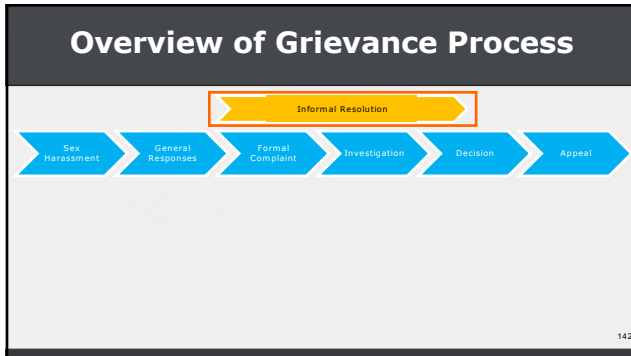 Overview of Grievance Process
Informal Resolution
Sex
Harassment
General
Responses
Formal
Complaint
Investigation
Decision
Appeal
142